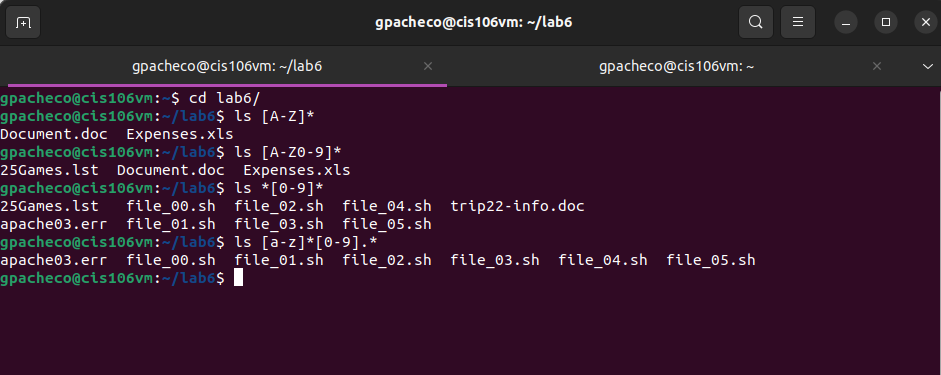 gpacheco@cis106vm: ~/lab6
gpacheco@cis106vm: ~/lab6 gpacheco@cis106vm: ~
gpacheco@cis106vm:~$ cd lab6/
gpacheco@cis106vm:~/lab6$ ls [A-Z]*
Document.doc  Expenses.xls
gpacheco@cis106vm:~/lab6$ ls [A-Z0-9]*
25Games.lst  Document.doc  Expenses.xls
gpacheco@cis106vm:~/lab6$ ls *[0-9]*
25Games.lst  file_00.sh  file_02.sh  file_04.sh  trip22-info.doc
apache03.err  file_01.sh  file_03.sh  file_05.sh
gpacheco@cis106vm:~/lab6$ ls [a-z]*[0-9].*
apache03.err  file_00.sh  file_01.sh  file_02.sh  file_03.sh  file_04.sh  file_05.sh
gpacheco@cis106vm:~/lab6$